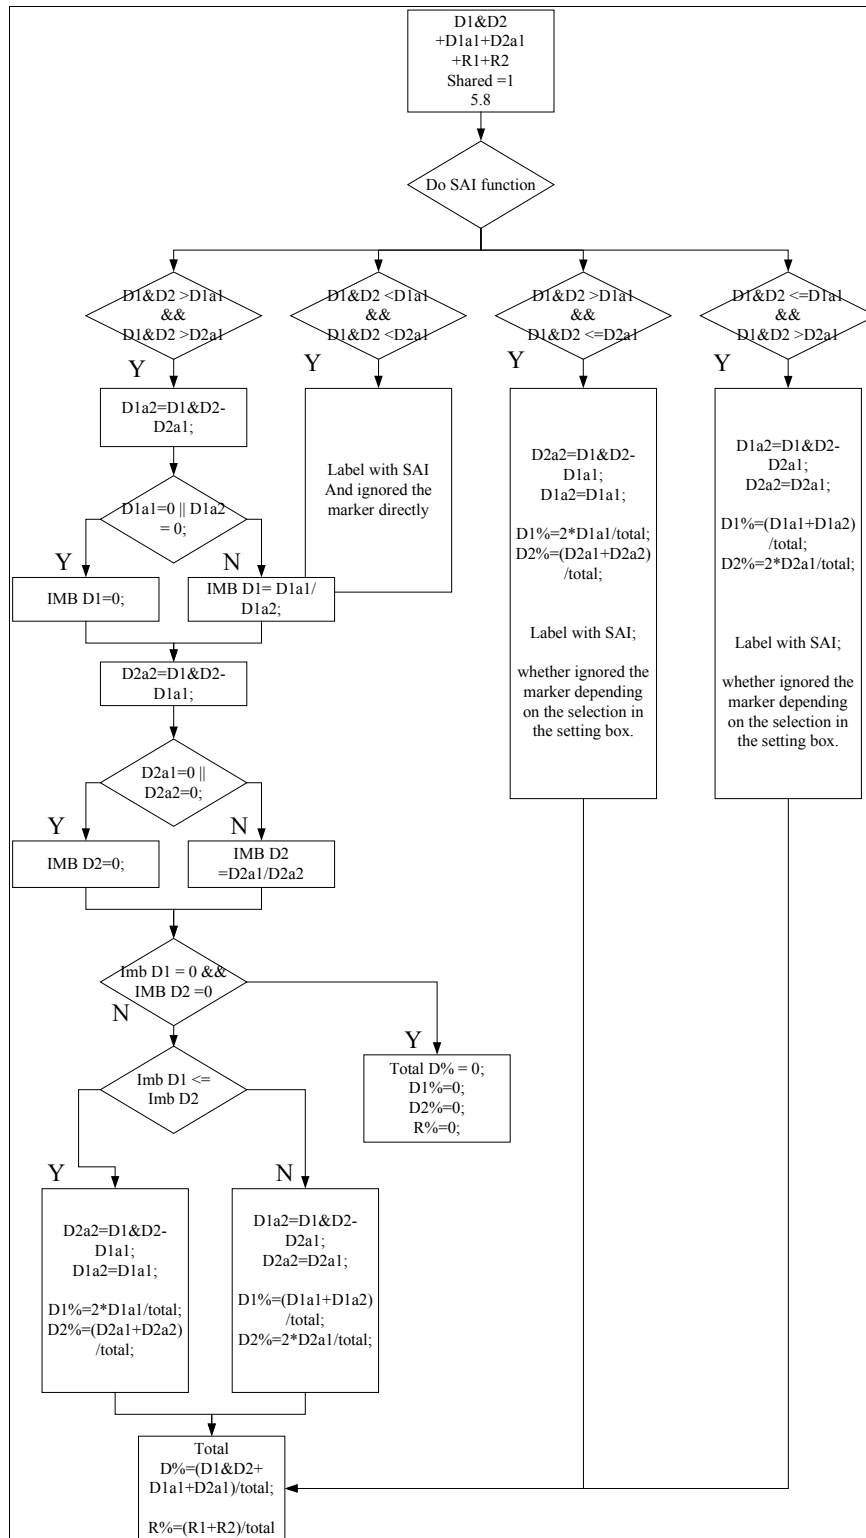 D1&D2
+D1a1+D2a1
+R1+R2
Shared =1
5.8
Do SAI function
D1&D2 >D1a1
&&
D1&D2 >D2a1
D1&D2 <D1a1
&&
D1&D2 <D2a1
D1&D2 >D1a1
&&
D1&D2 <=D2a1
D1&D2 <=D1a1
&&
D1&D2 >D2a1
Y
Y
Y
Y
D1a2=D1&D2-
D2a1;
Label with SAI
And ignored the
marker directly
D2a2=D1&D2-
D1a1;
D1a2=D1a1;
D1%=2*D1a1/total;
D2%=(D2a1+D2a2)
/total;
Label with SAI;
whether ignored the
marker depending
on the selection in
the setting box.
D1a2=D1&D2-
D2a1;
D2a2=D2a1;
D1%=(D1a1+D1a2)
/total;
D2%=2*D2a1/total;
Label with SAI;
whether ignored the
marker depending
on the selection in
the setting box.
D1a1=0 || D1a2
= 0;
Y
N
IMB D1=0;
IMB D1= D1a1/
D1a2;
D2a2=D1&D2-
D1a1;
D2a1=0 ||
D2a2=0;
Y
N
IMB D2=0;
IMB D2
=D2a1/D2a2
Imb D1 = 0 &&
IMB D2 =0
N
Y
Total D% = 0;
D1%=0;
D2%=0;
R%=0;
Imb D1 <=
Imb D2
Y
N
D2a2=D1&D2-
D1a1;
D1a2=D1a1;
D1%=2*D1a1/total;
D2%=(D2a1+D2a2)
/total;
D1a2=D1&D2-
D2a1;
D2a2=D2a1;
D1%=(D1a1+D1a2)
/total;
D2%=2*D2a1/total;
Total
D%=(D1&D2+
D1a1+D2a1)/total;
R%=(R1+R2)/total